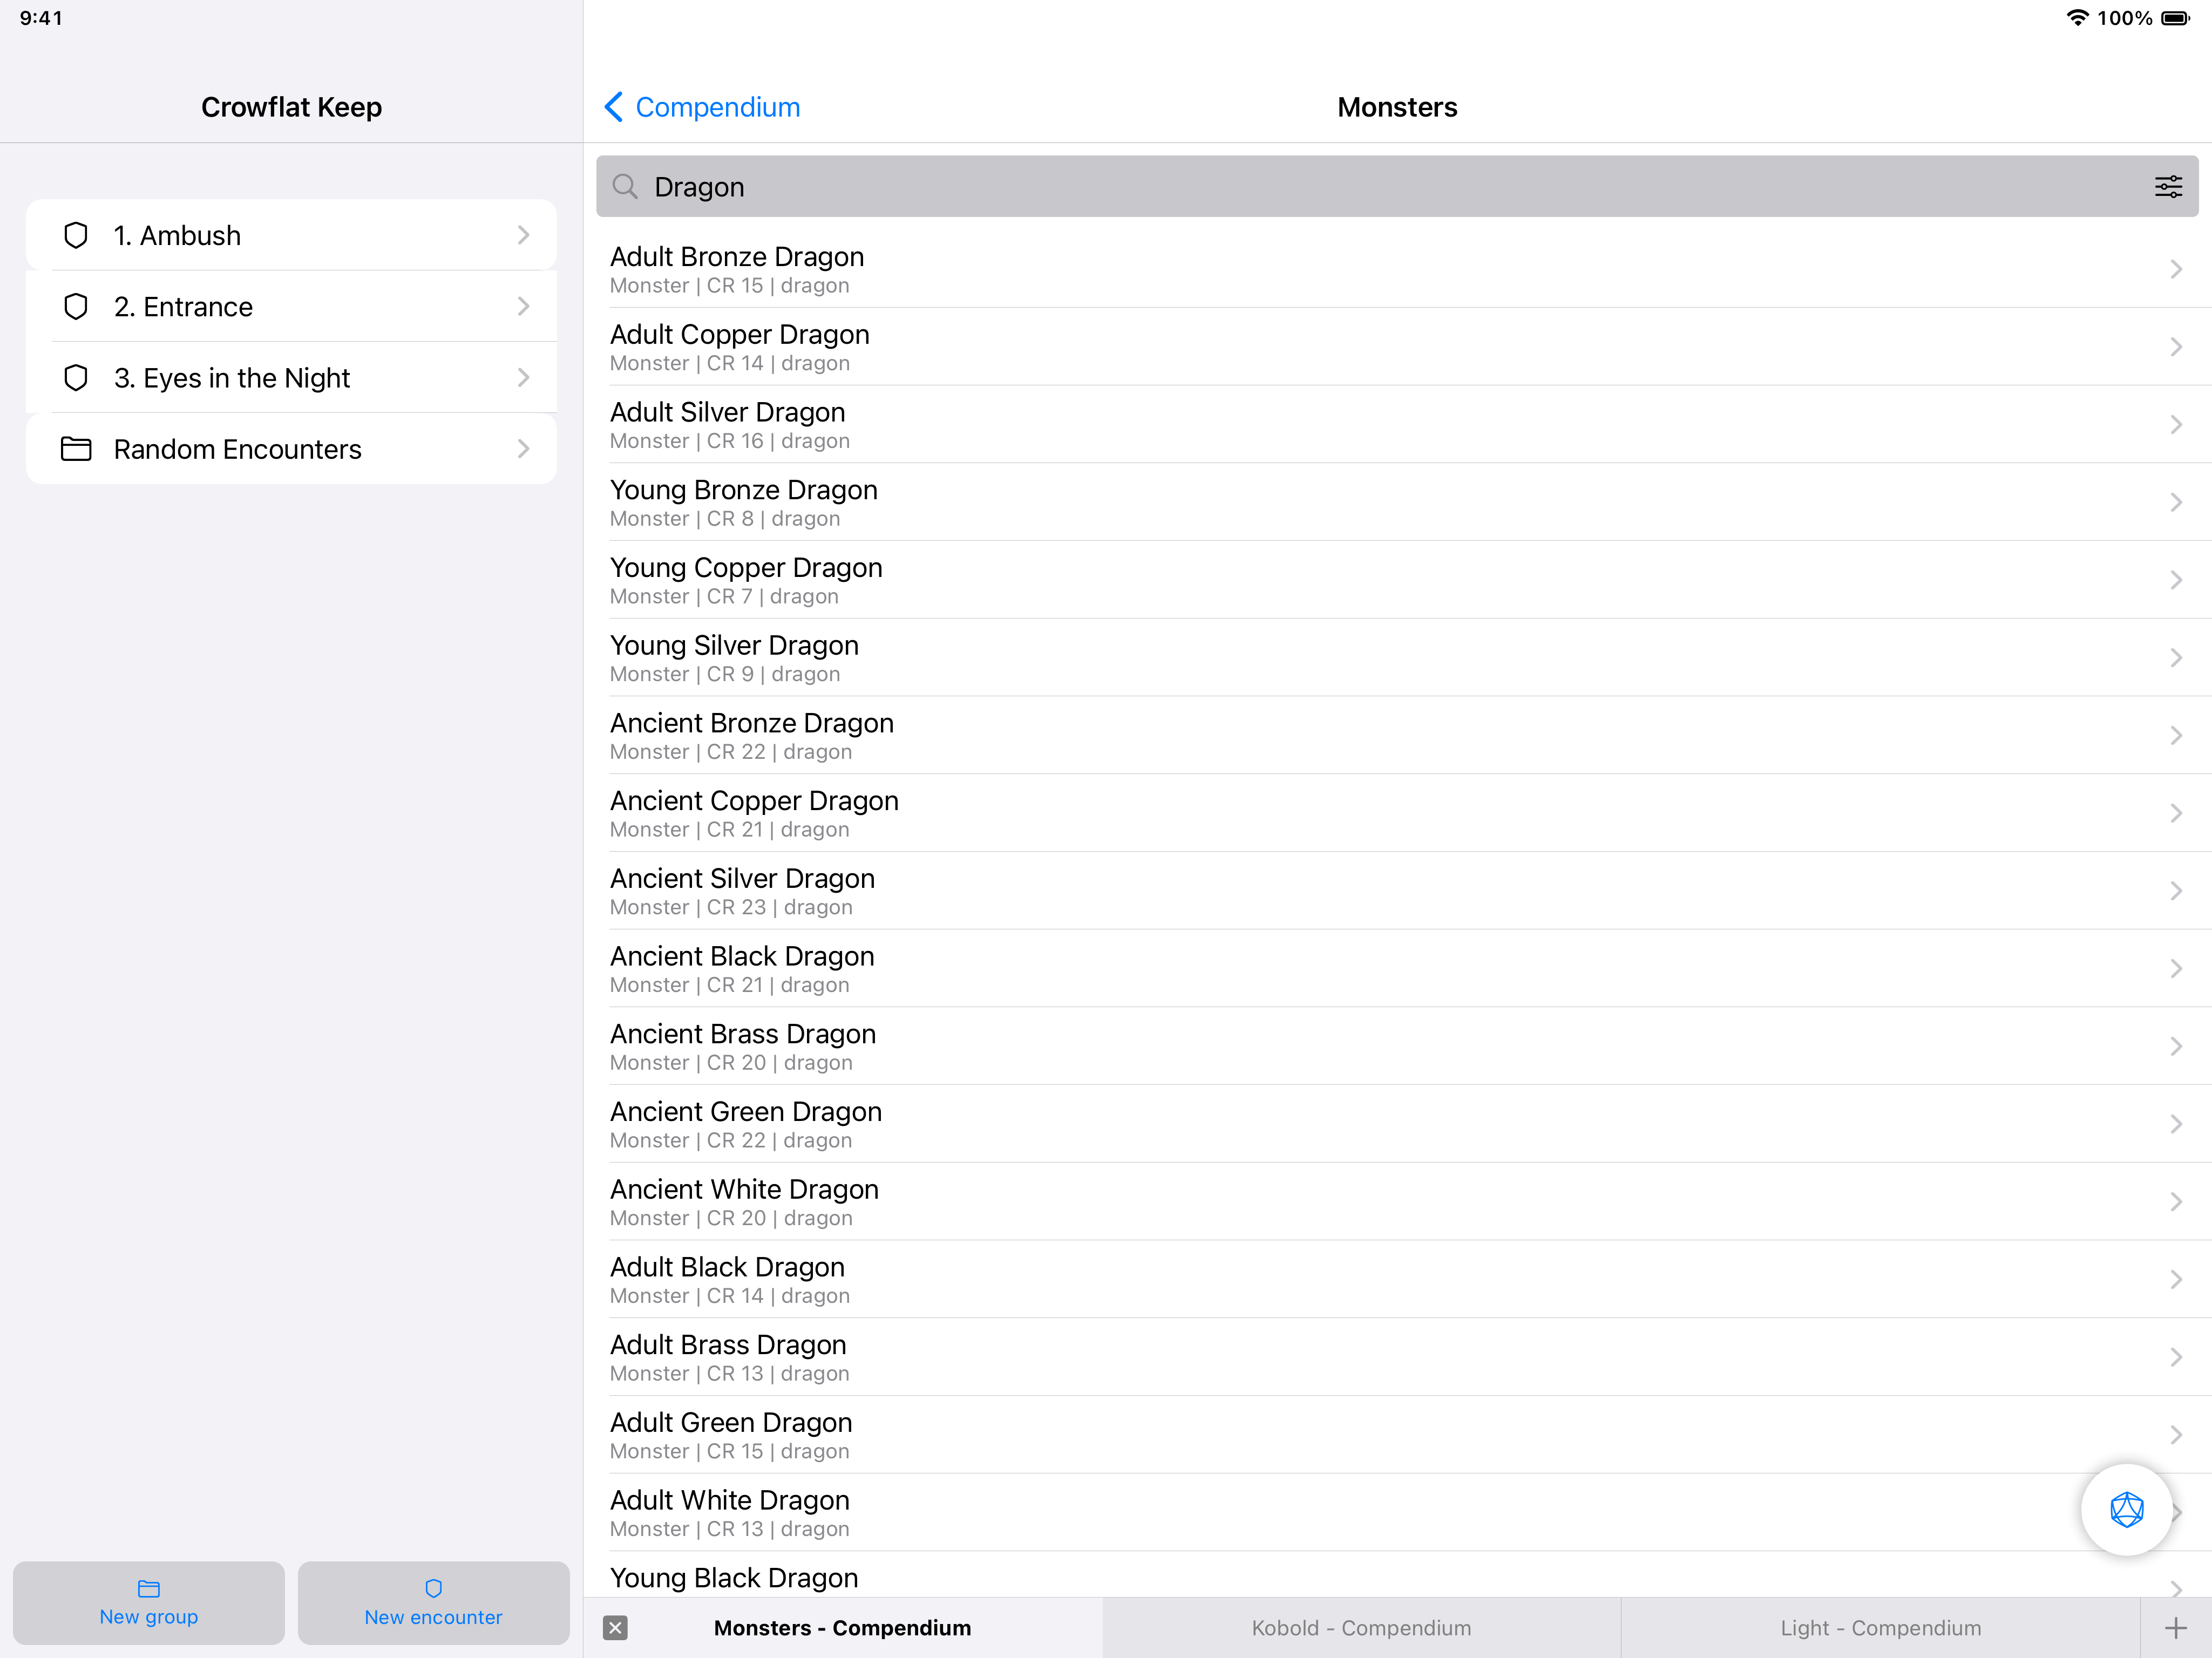 9:41
100%
Crowflat Keep
1. Ambush
2. Entrance
3. Eyes in the Night
Random Encounters
New group
New encounter
Compendium
Monsters
Dragon
Adult Bronze Dragon
Monster | CR 15 | dragon
Adult Copper Dragon
Monster | CR 14 | dragon
Adult Silver Dragon
Monster | CR 16 | dragon
Young Bronze Dragon
Monster | CR 8 | dragon
Young Copper Dragon
Monster | CR 7 | dragon
Young Silver Dragon
Monster | CR 9 | dragon
Ancient Bronze Dragon
Monster | CR 22 | dragon
Ancient Copper Dragon
Monster | CR 21 | dragon
Ancient Silver Dragon
Monster | CR 23 | dragon
Ancient Black Dragon
Monster | CR 21 | dragon
Ancient Brass Dragon
Monster | CR 20 | dragon
Ancient Green Dragon
Monster | CR 22 | dragon
Ancient White Dragon
Monster | CR 20 | dragon
Adult Black Dragon
Monster | CR 14 | dragon
Adult Brass Dragon
Monster | CR 13 | dragon
Adult Green Dragon
Monster | CR 15 | dragon
Adult White Dragon
Monster | CR 13 | dragon
Young Black Dragon
Monsters - Compendium
Kobold - Compendium
Light - Compendium